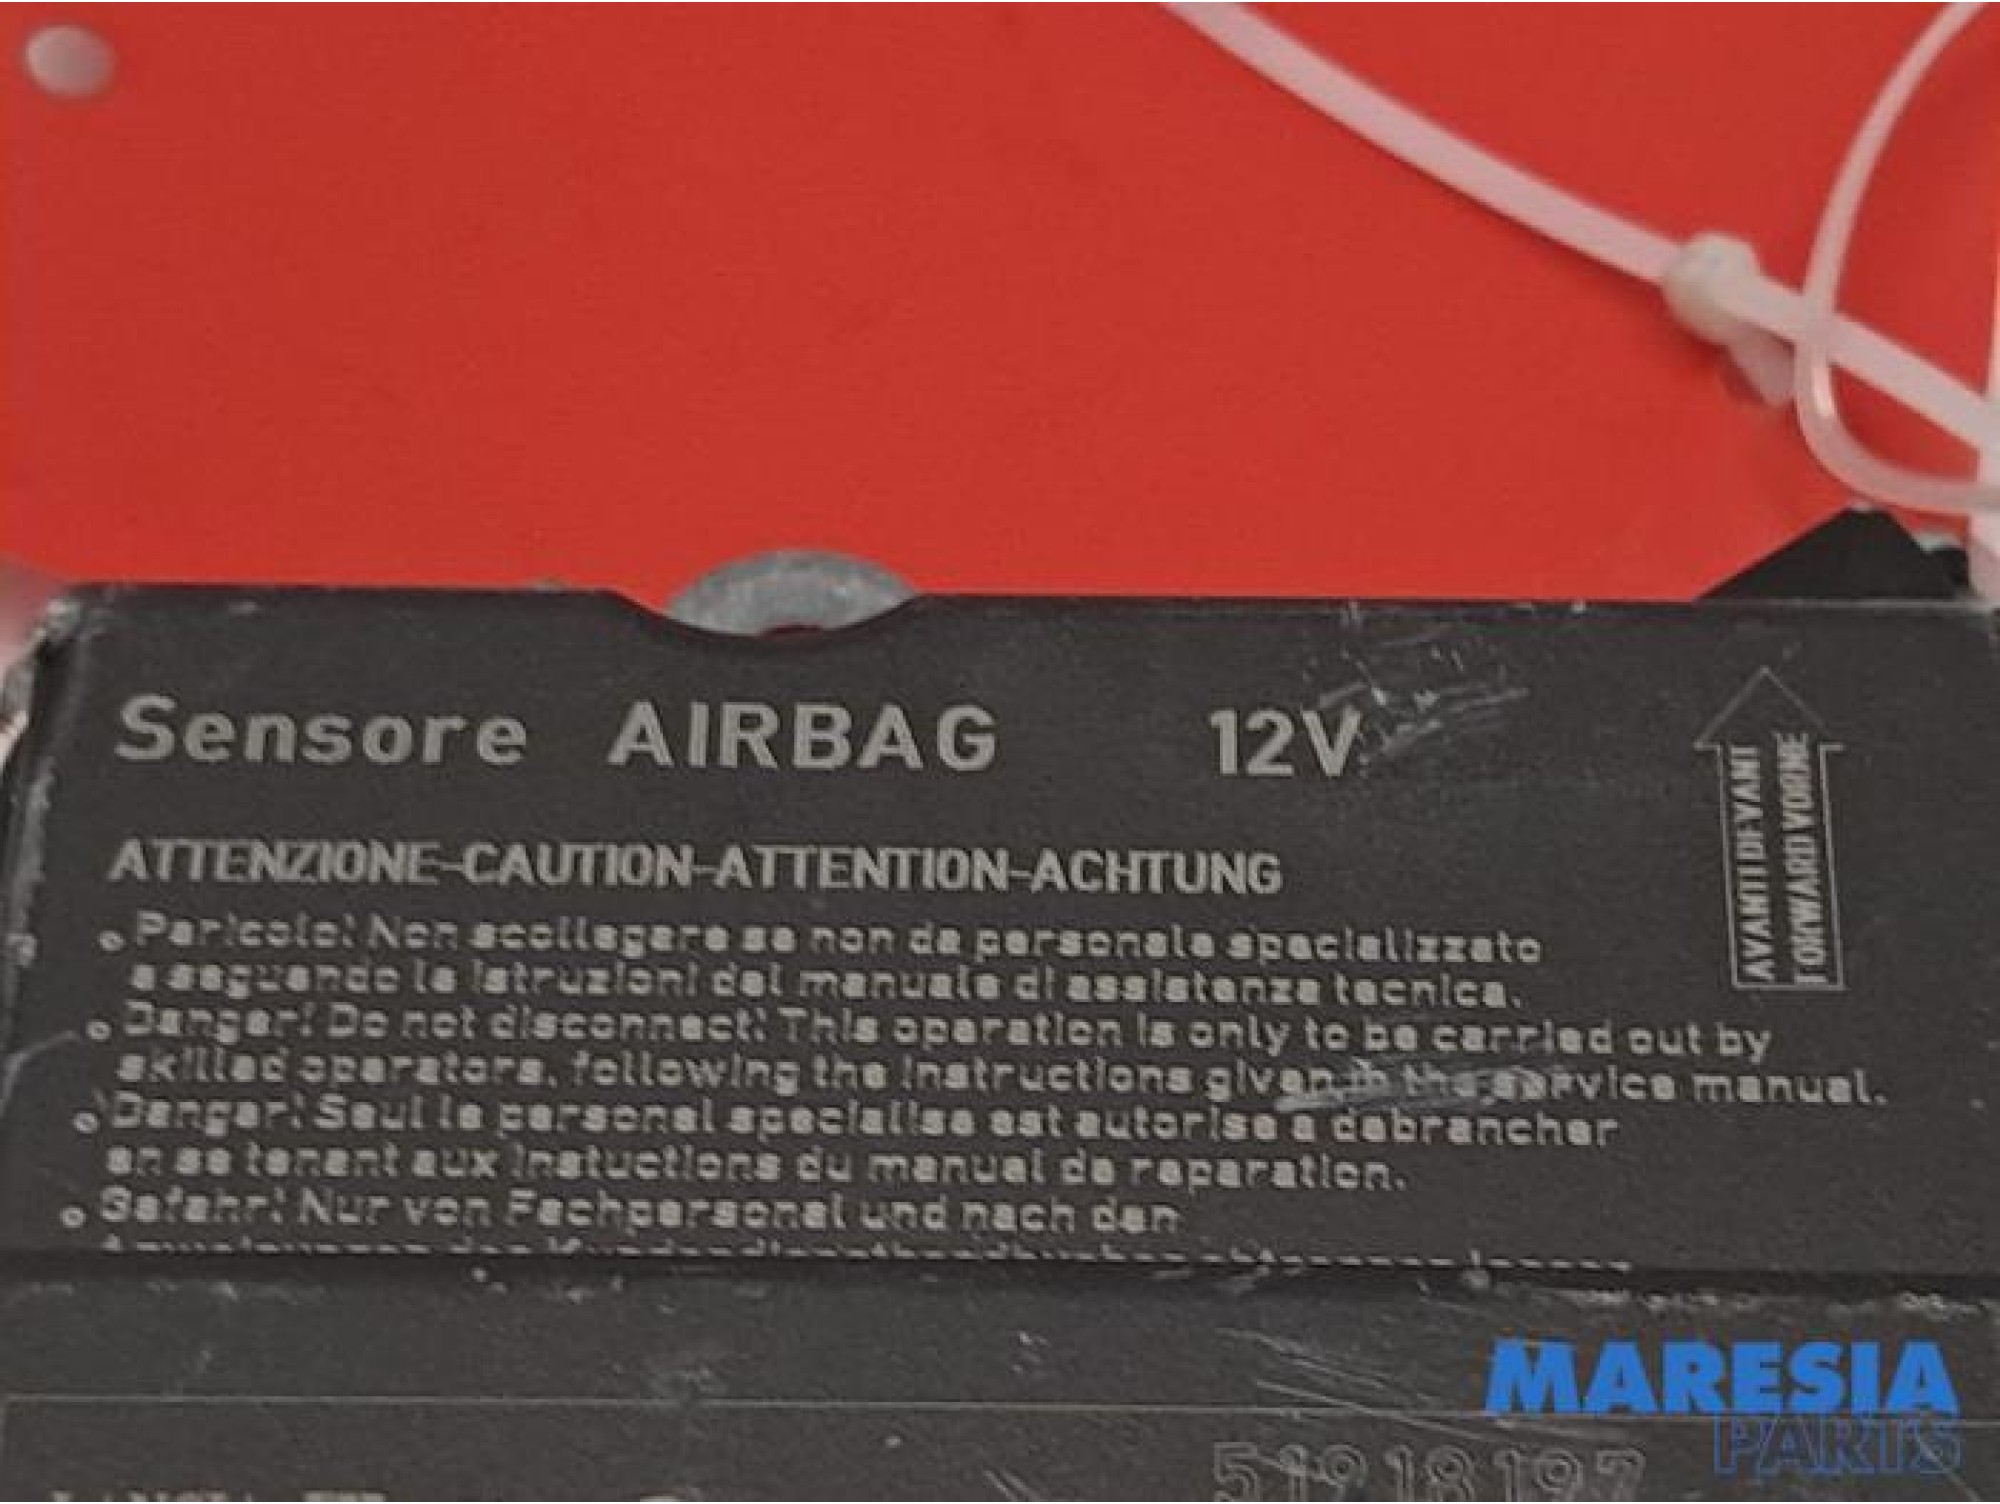 Sensore AIRBAG 12V
AVANTI DEVANT
FORWARD VORNE
ATTENZIONE-CAUTION-ATTENTION-ACHTUNG
Pericolo! Non scollegare se non da personale specializzato
e seguendo le istruzioni del manuale di assistenza tecnica.
Danger! Do not disconnect! This operation is only to be carried out by
skilled operators, following the instructions given in the service manual.
Danger! Seul le personal specialise est autorise a debrancher
en se tenant aux instuctions du manual de reparation.
Gefahr! Nur von Fachpersonal und nach den
51918197
MARESIA
PARTS